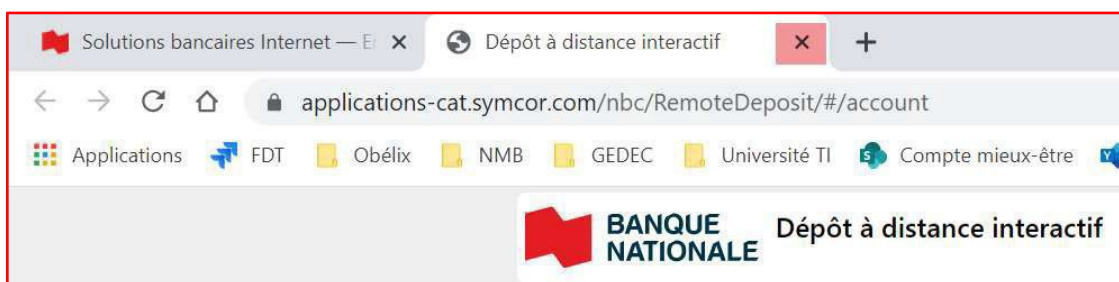 Solutions bancaires Internet — E
Dépôt à distance interactif
applications-cat.symcor.com/nbc/RemoteDeposit/#/account
Applications FDT Obélix NMB GEDEC Université TI Compte mieux-être
BANQUE NATIONALE
Dépôt à distance interactif